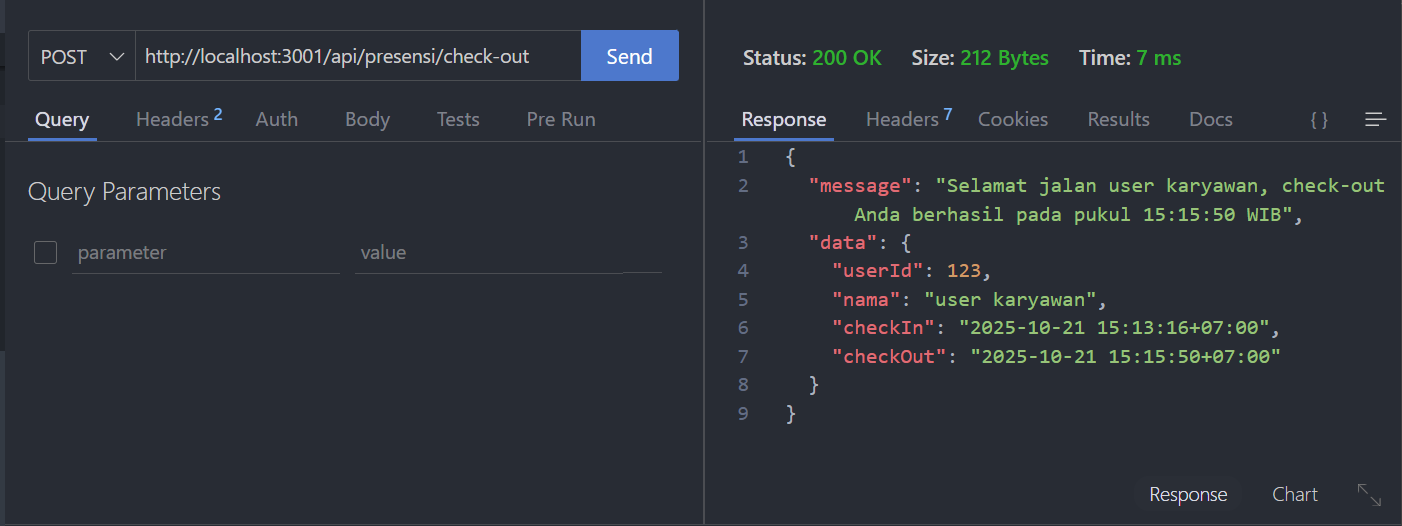 POST http://localhost:3001/api/presensi/check-out Send
Query Headers 2 Auth Body Tests Pre Run
Query Parameters
parameter value
Status: 200 OK Size: 212 Bytes Time: 7 ms
Response Headers 7 Cookies Results Docs { }
1 {
2 "message": "Selamat jalan user karyawan, check-out
Anda berhasil pada pukul 15:15:50 WIB",
3 "data": {
4 "userId": 123,
5 "nama": "user karyawan",
6 "checkIn": "2025-10-21 15:13:16+07:00",
7 "checkOut": "2025-10-21 15:15:50+07:00"
8 }
9 }
Response Chart